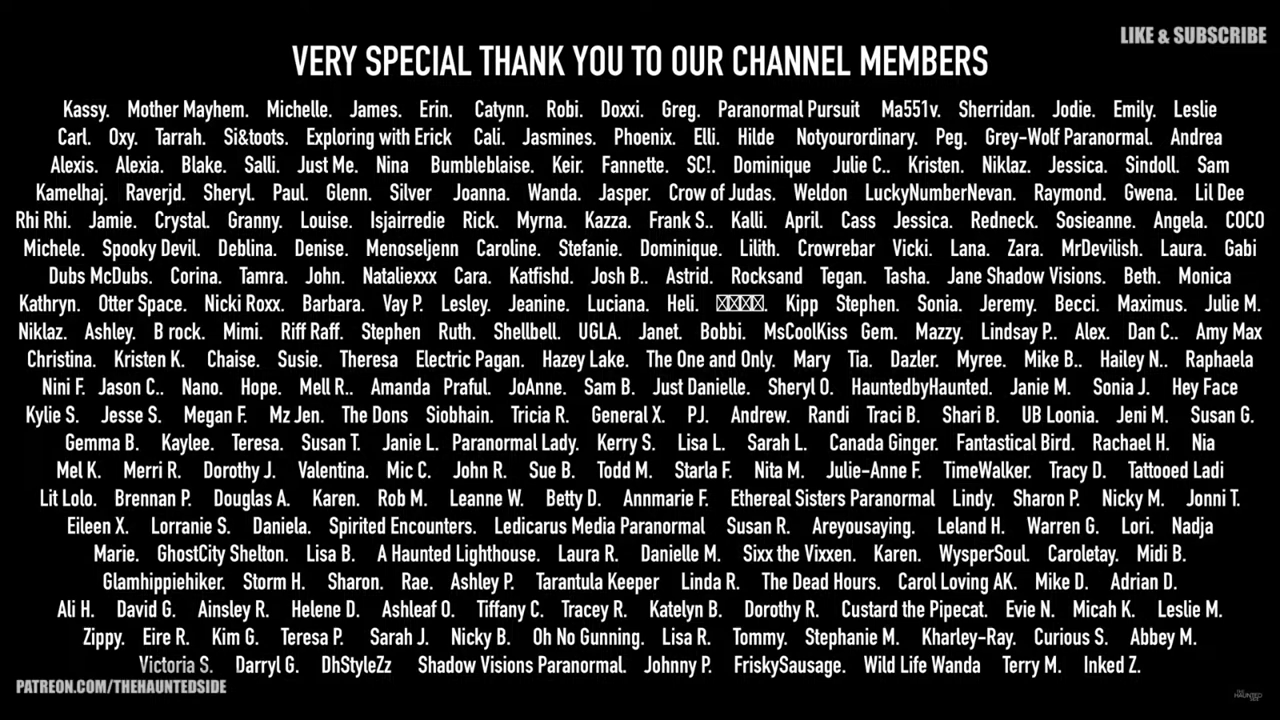 LIKE & SUBSCRIBE
VERY SPECIAL THANK YOU TO OUR CHANNEL MEMBERS
Kassy. Mother Mayhem. Michelle. James. Erin. Catynn. Robi. Doxxi. Greg. Paranormal Pursuit Ma551v. Sherridan. Jodie. Emily. Leslie
Carl. Oxy. Tarrah. Si&toots. Exploring with Erick Cali. Jasmines. Phoenix. Elli. Hilde Notyourordinary. Peg. Grey-Wolf Paranormal. Andrea
Alexis. Alexia. Blake. Salli. Just Me. Nina Bumbleblaise. Keir. Fannette. SC!. Dominique Julie C.. Kristen. Niklaz. Jessica. Sindoll. Sam
Kamelhaj. Raverjd. Sheryl. Paul. Glenn. Silver Joanna. Wanda. Jasper. Crow of Judas. Weldon LuckyNumberNevan. Raymond. Gwena. Lil Dee
Rhi Rhi. Jamie. Crystal. Granny. Louise. Isjairredie Rick. Myrna. Kazza. Frank S.. Kalli. April. Cass Jessica. Redneck. Sosieanne. Angela. COCO
Michele. Spooky Devil. Deblina. Denise. Menoseljenn Caroline. Stefanie. Dominique. Lilith. Crowrebar Vicki. Lana. Zara. MrDevilish. Laura. Gabi
Dubs McDubs. Corina. Tamra. John. Nataliexxx Cara. Katfishd. Josh B.. Astrid. Rocksand Tegan. Tasha. Jane Shadow Visions. Beth. Monica
Kathryn. Otter Space. Nicki Roxx. Barbara. Vay P. Lesley. Jeanine. Luciana. Heli. Kipp Stephen. Sonia. Jeremy. Becci. Maximus. Julie M.
Niklaz. Ashley. B rock. Mimi. Riff Raff. Stephen Ruth. Shellbell. UGLA. Janet. Bobbi. MsCoolKiss Gem. Mazzy. Lindsay P.. Alex. Dan C.. Amy Max
Christina. Kristen K. Chaise. Susie. Theresa Electric Pagan. Hazey Lake. The One and Only. Mary Tia. Dazler. Myree. Mike B.. Hailey N.. Raphaela
Nini F. Jason C.. Nano. Hope. Mell R.. Amanda Praful. JoAnne. Sam B. Just Danielle. Sheryl O. HauntedbyHaunted. Janie M. Sonia J. Hey Face
Kylie S. Jesse S. Megan F. Mz Jen. The Dons Siobhain. Tricia R. General X. PJ. Andrew. Randi Traci B. Shari B. UB Loonia. Jeni M. Susan G.
Gemma B. Kaylee. Teresa. Susan T. Janie L. Paranormal Lady. Kerry S. Lisa L. Sarah L. Canada Ginger. Fantastical Bird. Rachael H. Nia
Mel K. Merri R. Dorothy J. Valentina. Mic C. John R. Sue B. Todd M. Starla F. Nita M. Julie-Anne F. TimeWalker. Tracy D. Tattooed Ladi
Lit Lolo. Brennan P. Douglas A. Karen. Rob M. Leanne W. Betty D. Annmarie F. Ethereal Sisters Paranormal Lindy. Sharon P. Nicky M. Jonni T.
Eileen X. Lorranie S. Daniela. Spirited Encounters. Ledicarus Media Paranormal Susan R. Areyousaying. Leland H. Warren G. Lori. Nadja
Marie. GhostCity Shelton. Lisa B. A Haunted Lighthouse. Laura R. Danielle M. Sixx the Vixxen. Karen. WysperSoul. Caroletay. Midi B.
Glamhippiehiker. Storm H. Sharon. Rae. Ashley P. Tarantula Keeper Linda R. The Dead Hours. Carol Loving AK. Mike D. Adrian D.
Ali H. David G. Ainsley R. Helene D. Ashleaf O. Tiffany C. Tracey R. Katelyn B. Dorothy R. Custard the Pipecat. Evie N. Micah K. Leslie M.
Zippy. Eire R. Kim G. Teresa P. Sarah J. Nicky B. Oh No Gunning. Lisa R. Tommy. Stephanie M. Kharley-Ray. Curious S. Abbey M.
Victoria S. Darryl G. DhStyleZz Shadow Visions Paranormal. Johnny P. FriskySausage. Wild Life Wanda Terry M. Inked Z.
PATREON.COM/THEHAUNTEDSIDE
THE
HAUNTED
SIDE